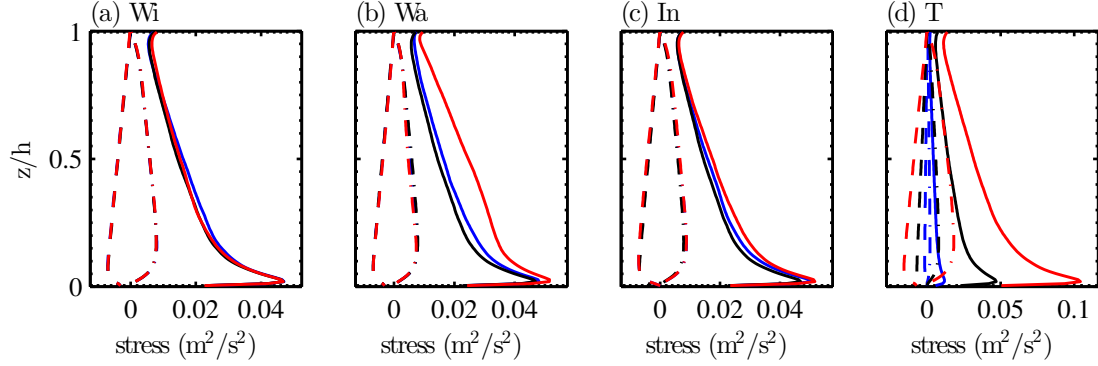 (a) Wi
(b) Wa
(c) In
(d) T
z/h
1
0.5
0
0 0.02 0.04
0 0.02 0.04
0 0.02 0.04
0 0.05 0.1
stress (m²/s²)
stress (m²/s²)
stress (m²/s²)
stress (m²/s²)